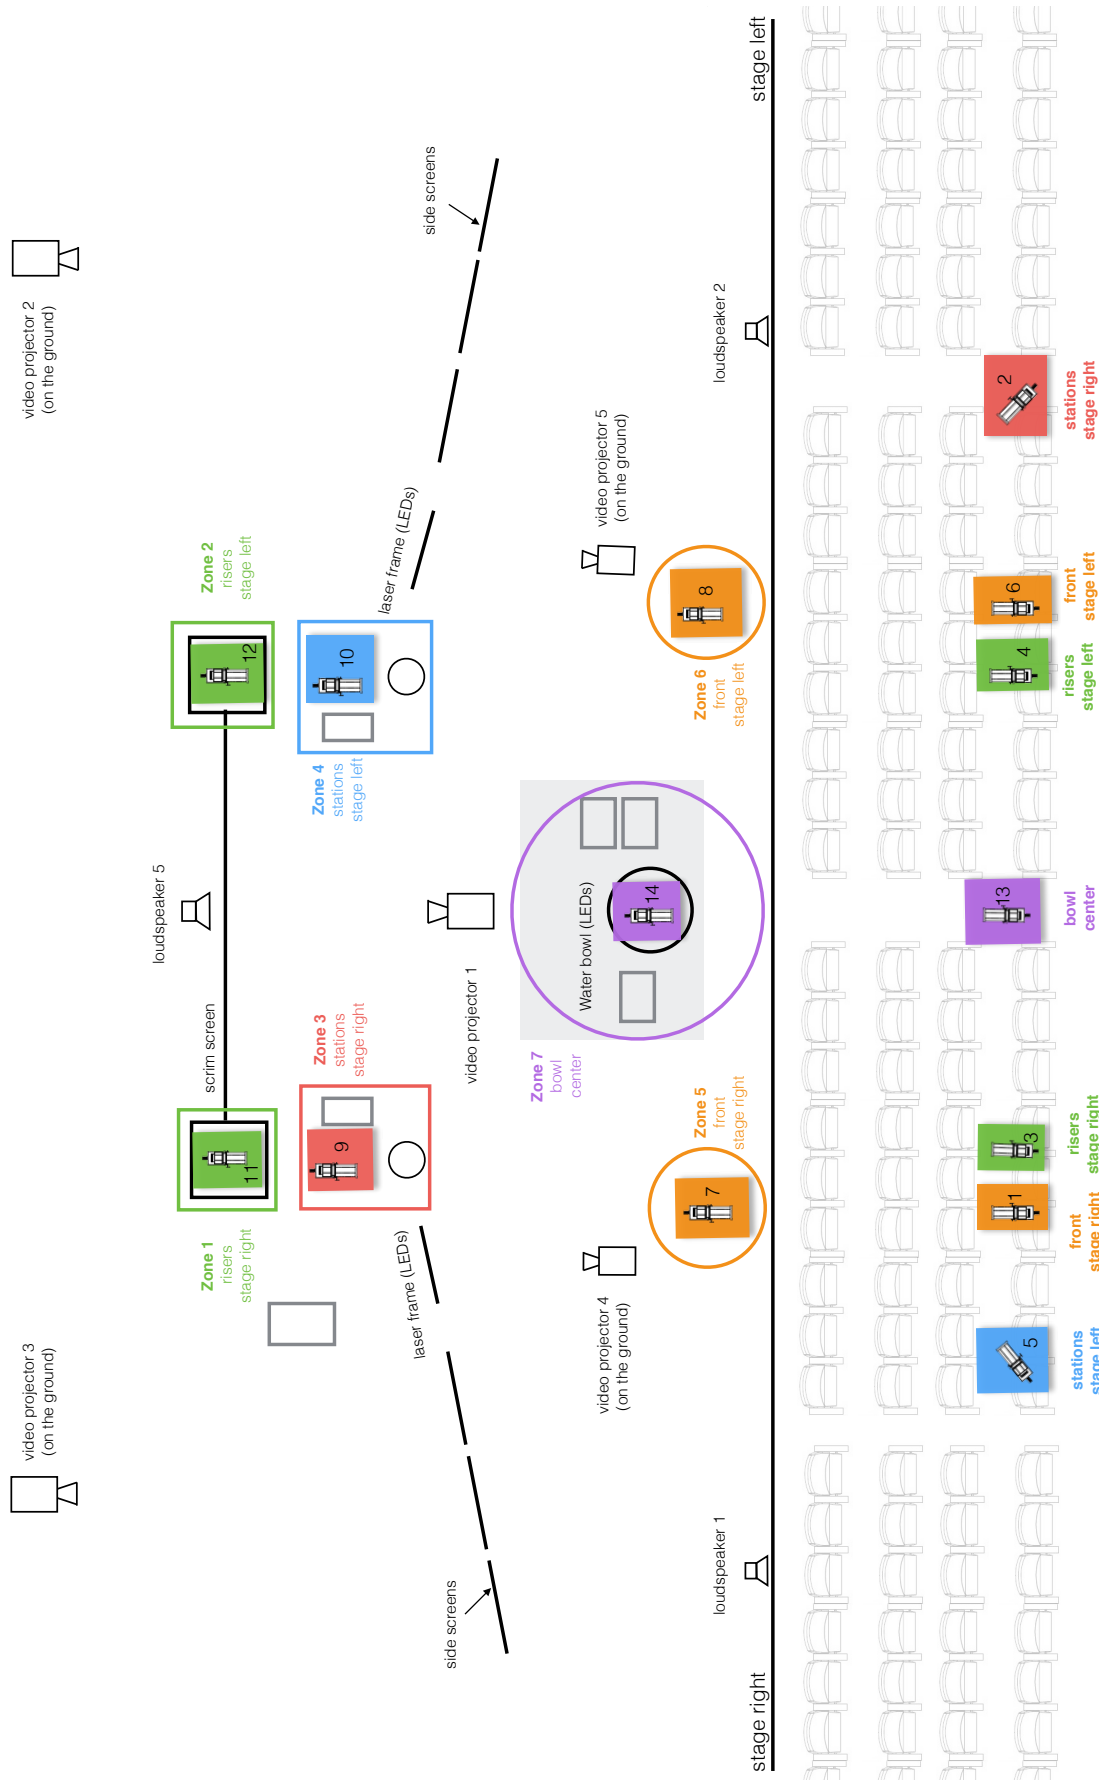 video projector 3
(on the ground)
video projector 2
(on the ground)
loudspeaker 5
scrim screen
Zone 1
risers
stage right
11
Zone 2
risers
stage left
12
Zone 3
stations
stage right
9
Zone 4
stations
stage left
10
laser frame (LEDs)
laser frame (LEDs)
side screens
side screens
video projector 1
Zone 7
bowl
center
Water bowl (LEDs)
14
video projector 4
(on the ground)
video projector 5
(on the ground)
Zone 5
front
stage right
7
Zone 6
front
stage left
8
loudspeaker 1
loudspeaker 2
stage right
stage left
5
1
3
13
4
6
2
stations
stage left
front
stage right
risers
stage right
bowl
center
risers
stage left
front
stage left
stations
stage right